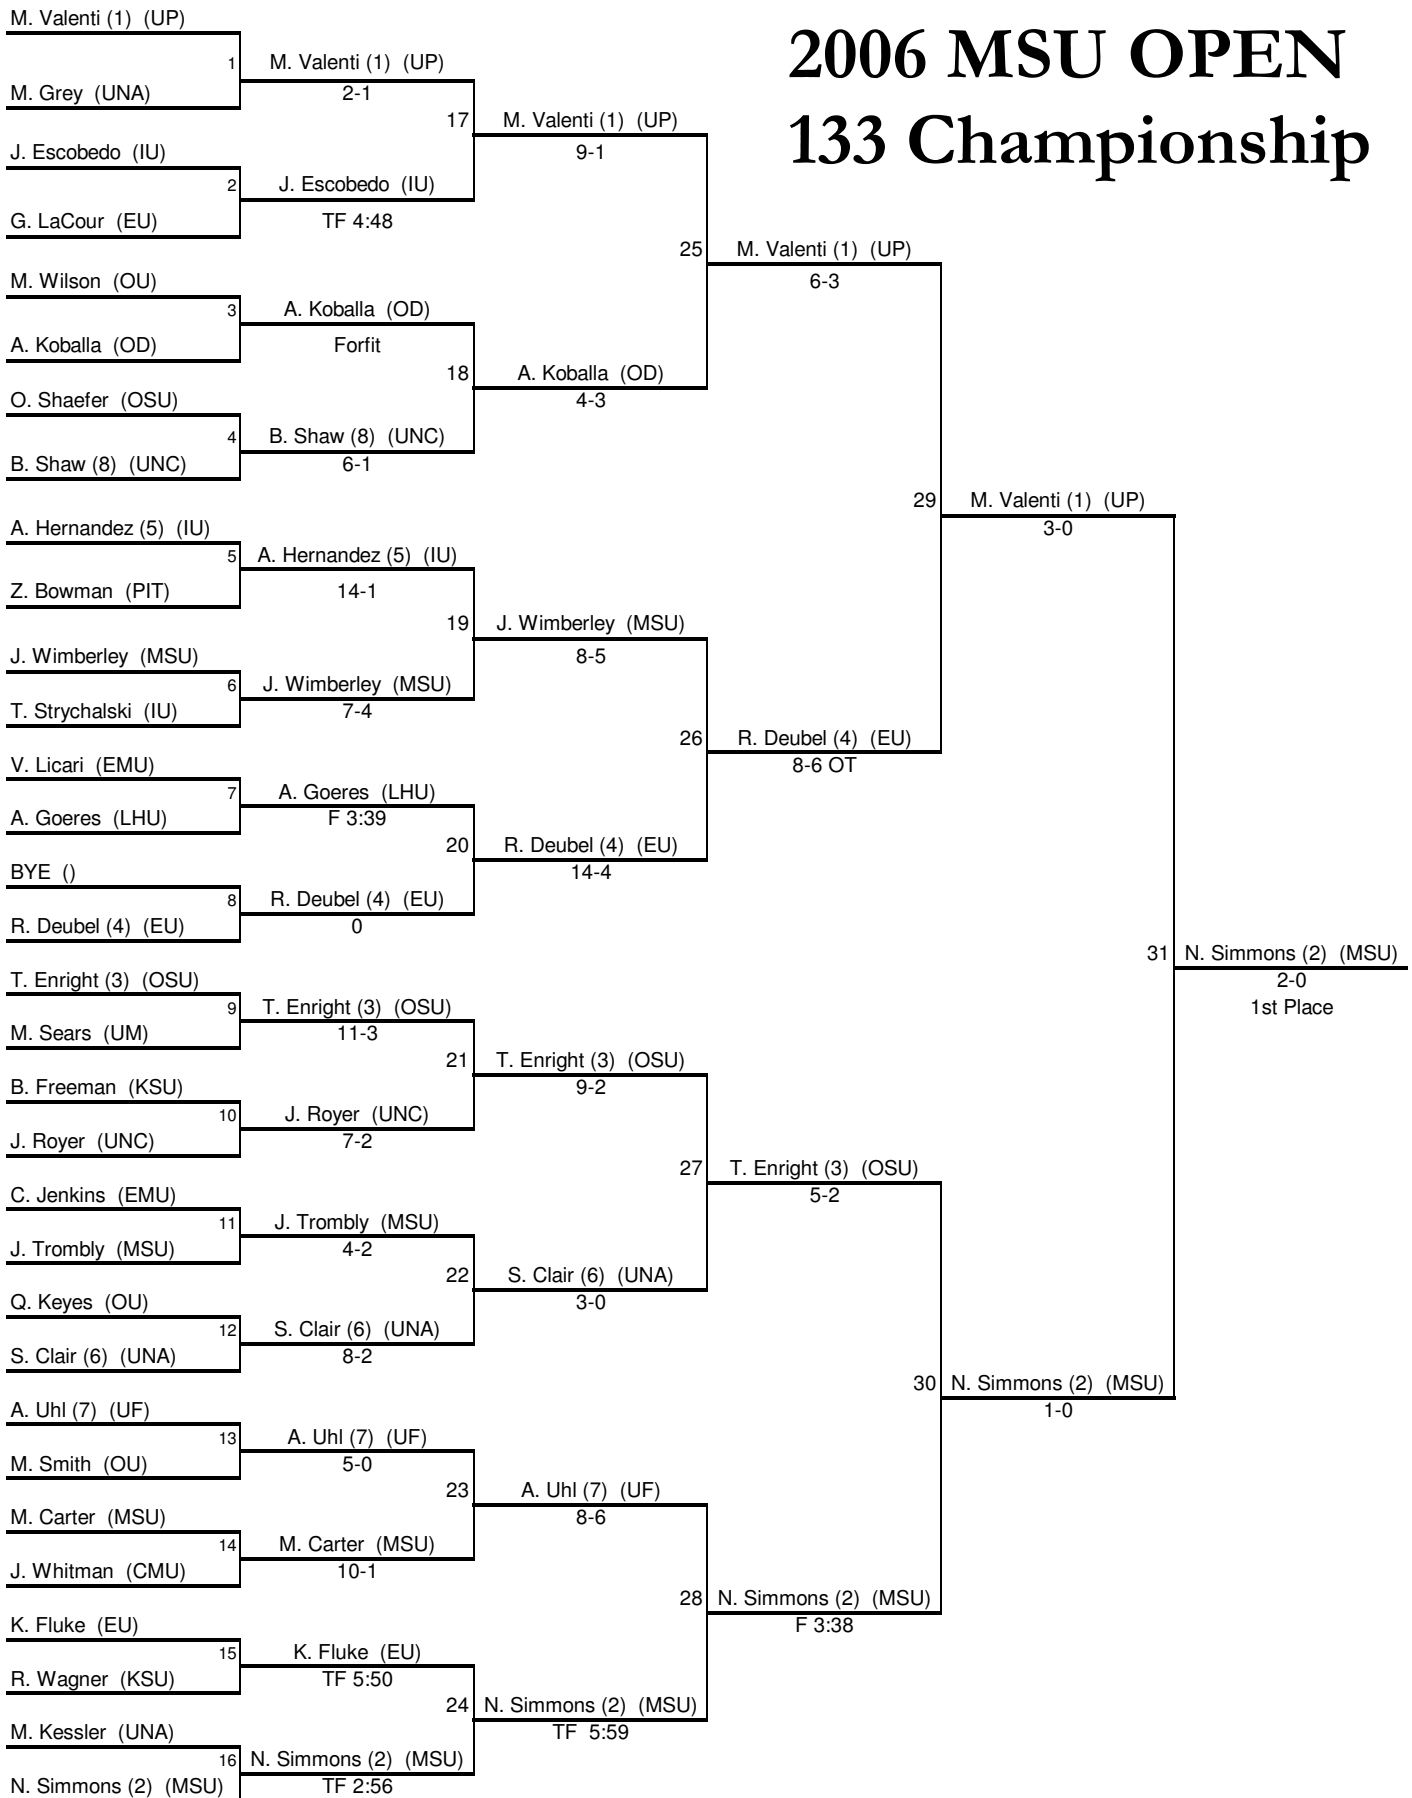 2006 MSU OPEN
133 Championship
M. Valenti (1) (UP)
1
M. Grey (UNA)
J. Escobedo (IU)
2
G. LaCour (EU)
M. Wilson (OU)
3
A. Koballa (OD)
O. Shaefer (OSU)
4
B. Shaw (8) (UNC)
A. Hernandez (5) (IU)
5
Z. Bowman (PIT)
J. Wimberley (MSU)
6
T. Strychalski (IU)
V. Licari (EMU)
7
A. Goeres (LHU)
BYE ()
8
R. Deubel (4) (EU)
T. Enright (3) (OSU)
9
M. Sears (UM)
B. Freeman (KSU)
10
J. Royer (UNC)
C. Jenkins (EMU)
11
J. Trombly (MSU)
Q. Keyes (OU)
12
S. Clair (6) (UNA)
A. Uhl (7) (UF)
13
M. Smith (OU)
M. Carter (MSU)
14
J. Whitman (CMU)
K. Fluke (EU)
15
R. Wagner (KSU)
M. Kessler (UNA)
16
N. Simmons (2) (MSU)
M. Valenti (1) (UP)
2-1
17
J. Escobedo (IU)
TF 4:48
A. Koballa (OD)
Forfit
18
B. Shaw (8) (UNC)
6-1
A. Hernandez (5) (IU)
14-1
19
J. Wimberley (MSU)
7-4
A. Goeres (LHU)
F 3:39
20
R. Deubel (4) (EU)
0
T. Enright (3) (OSU)
11-3
21
J. Royer (UNC)
7-2
J. Trombly (MSU)
4-2
22
S. Clair (6) (UNA)
8-2
A. Uhl (7) (UF)
5-0
23
M. Carter (MSU)
10-1
K. Fluke (EU)
TF 5:50
24
N. Simmons (2) (MSU)
TF 2:56
M. Valenti (1) (UP)
9-1
25
A. Koballa (OD)
4-3
J. Wimberley (MSU)
8-5
26
R. Deubel (4) (EU)
14-4
T. Enright (3) (OSU)
9-2
27
S. Clair (6) (UNA)
3-0
A. Uhl (7) (UF)
8-6
28
N. Simmons (2) (MSU)
TF 5:59
M. Valenti (1) (UP)
6-3
29
R. Deubel (4) (EU)
8-6 OT
T. Enright (3) (OSU)
5-2
30
N. Simmons (2) (MSU)
F 3:38
M. Valenti (1) (UP)
3-0
31
N. Simmons (2) (MSU)
1-0
N. Simmons (2) (MSU)
2-0
1st Place